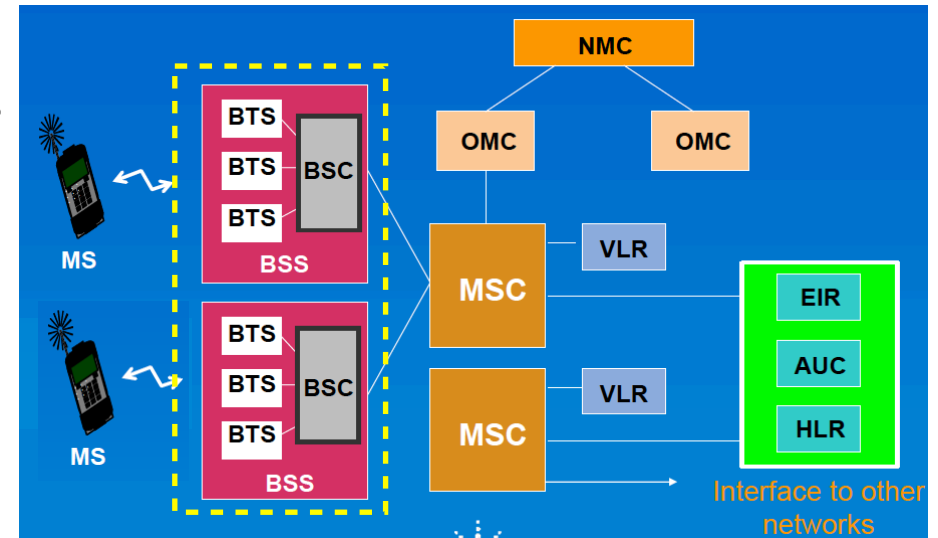 NMC
OMC
OMC
BTS
BTS
BTS
BSC
BSS
MS
MSC
VLR
EIR
AUC
HLR
BTS
BTS
BTS
BSC
BSS
MS
MSC
VLR
Interface to other
networks